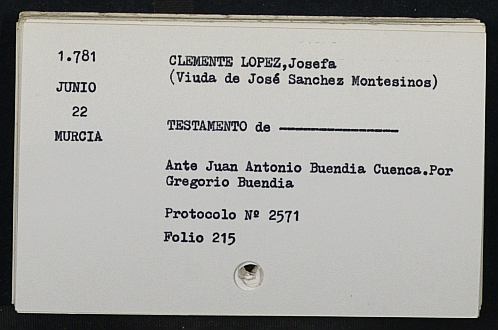 1.781
JUNIO
22
MURCIA
CLEMENTE LOPEZ,Josefa
(Viuda de José Sanchez Montesinos)
TESTAMENTO de ------------------
Ante Juan Antonio Buendia Cuenca.Por
Gregorio Buendia
Protocolo Nº 2571
Folio 215